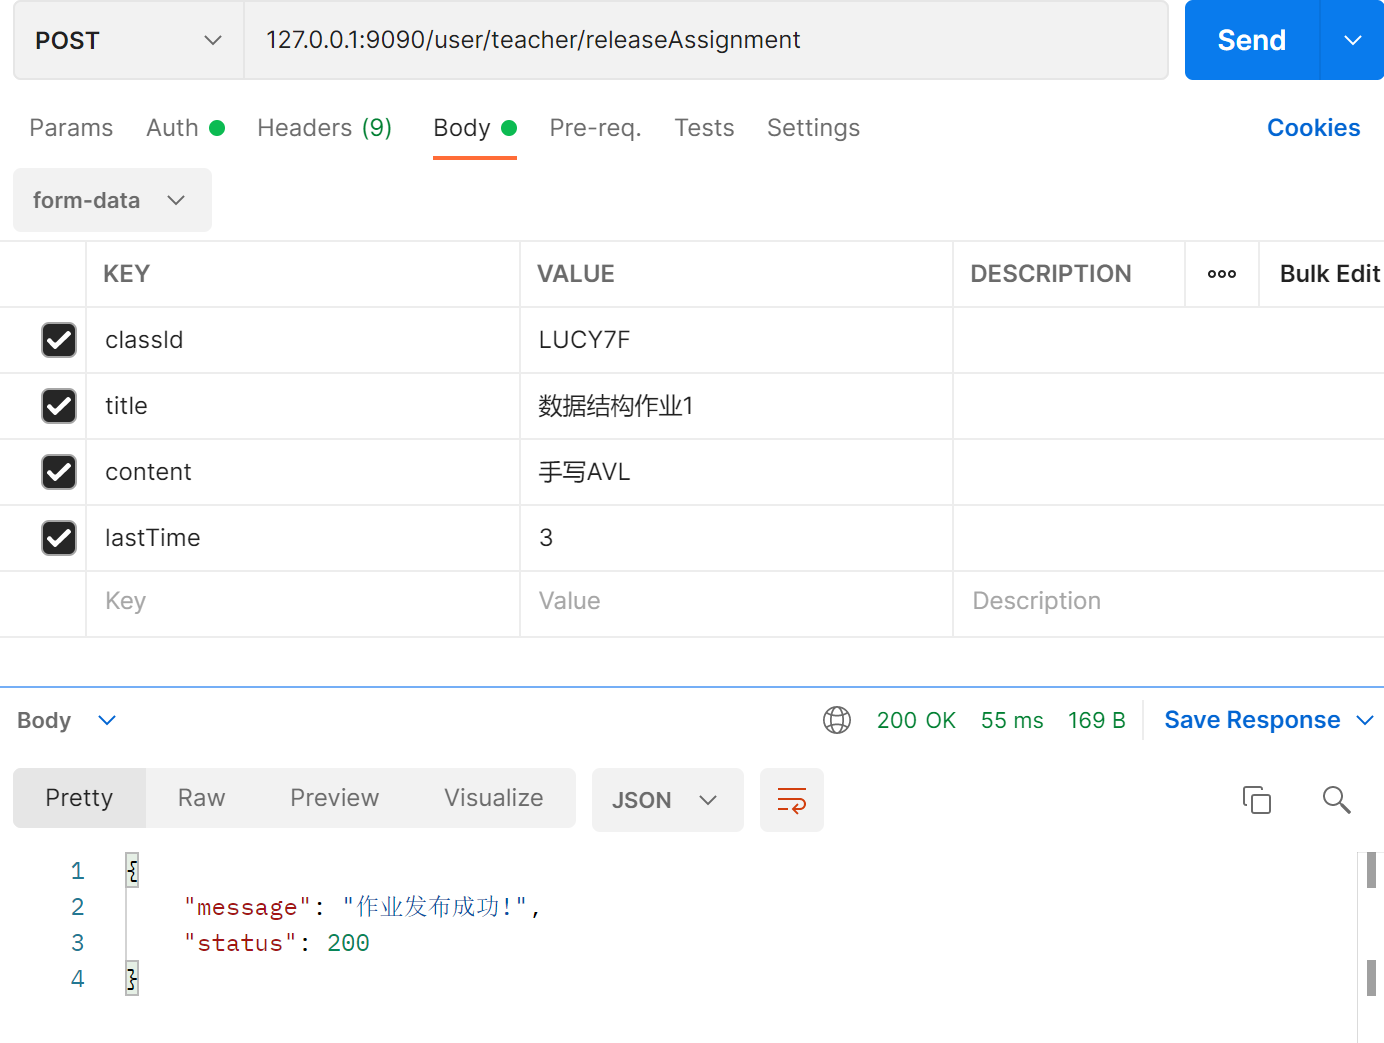 POST 127.0.0.1:9090/user/teacher/releaseAssignment Send
Params Auth Headers (9) Body Pre-req. Tests Settings Cookies
form-data
KEY VALUE DESCRIPTION ooo Bulk Edit
classId LUCY7F
title 数据结构作业1
content 手写AVL
lastTime 3
Key Value Description
Body 200 OK 55 ms 169 B Save Response
Pretty Raw Preview Visualize JSON
1 {
2 "message": "作业发布成功!",
3 "status": 200
4 }